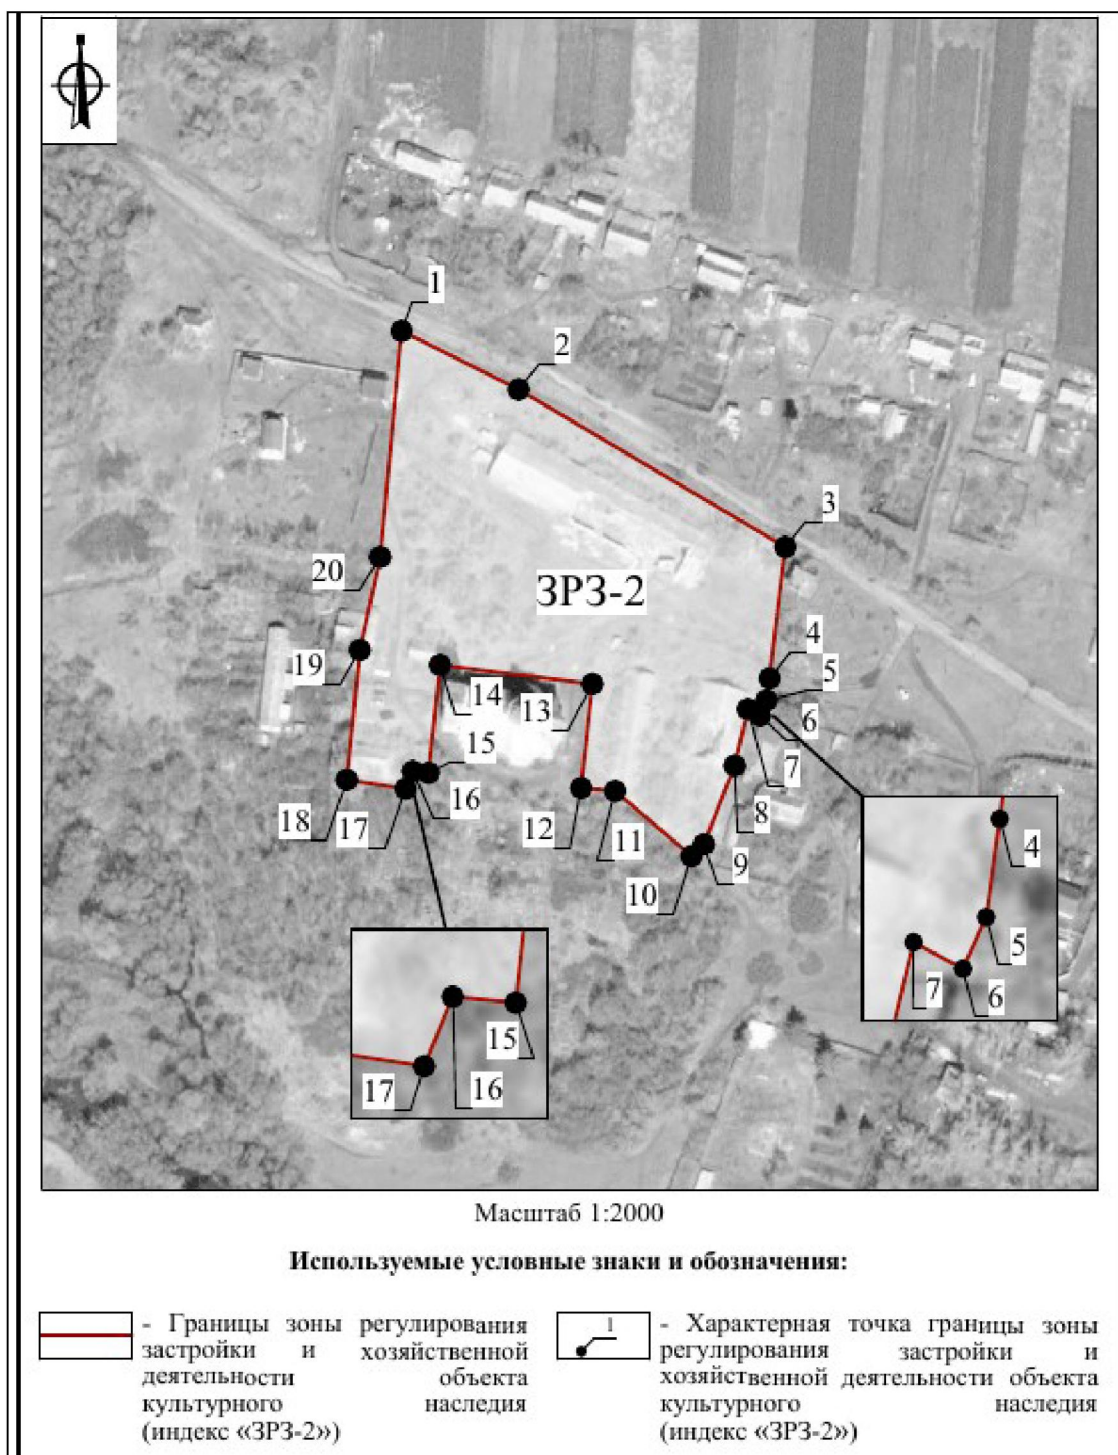 1
2
3
20
ЗРЗ-2
4
19
5
14
13
6
15
7
16
18
17
12
8
11
9
10
4
5
7
6
15
17
16
Масштаб 1:2000
Используемые условные знаки и обозначения:
- Границы зоны регулирования
застройки и хозяйственной
деятельности объекта
культурного наследия
(индекс «ЗРЗ-2»)
1
- Характерная точка границы зоны
регулирования застройки и
хозяйственной деятельности объекта
культурного наследия
(индекс «ЗРЗ-2»)